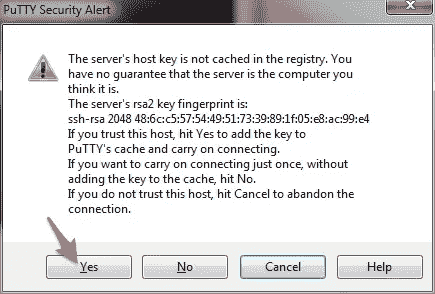 PuTTY Security Alert
The server's host key is not cached in the registry. You
have no guarantee that the server is the computer you
think it is.
The server's rsa2 key fingerprint is:
ssh-rsa 2048 48:6c:c5:57:54:49:51:73:39:89:1f:05:e8:ac:99:e4
If you trust this host, hit Yes to add the key to
PuTTY's cache and carry on connecting.
If you want to carry on connecting just once, without
adding the key to the cache, hit No.
If you do not trust this host, hit Cancel to abandon the
connection.
Yes No Cancel Help